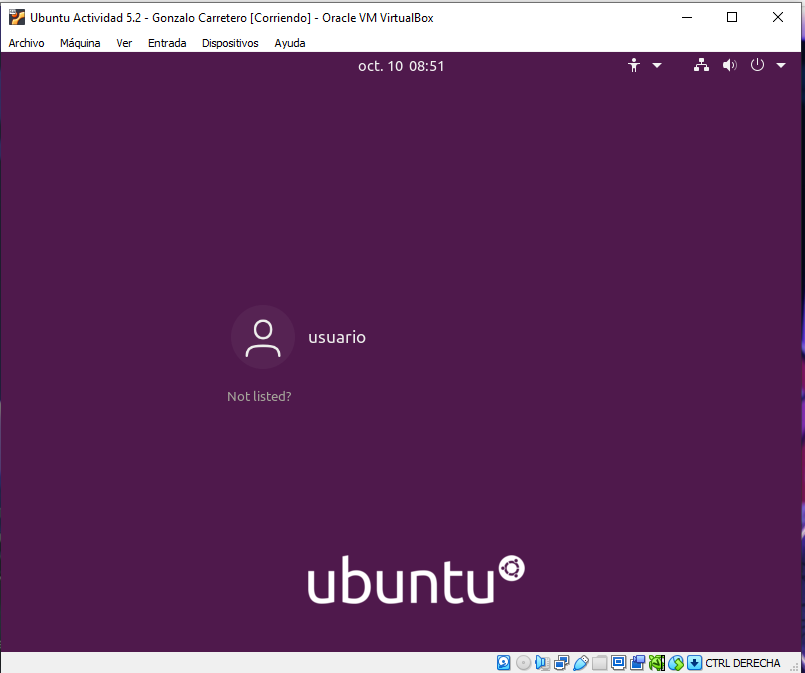 Ubuntu Actividad 5.2 - Gonzalo Carretero [Corriendo] - Oracle VM VirtualBox
Archivo Máquina Ver Entrada Dispositivos Ayuda
oct. 10 08:51
usuario
Not listed?
ubuntu
CTRL DERECHA